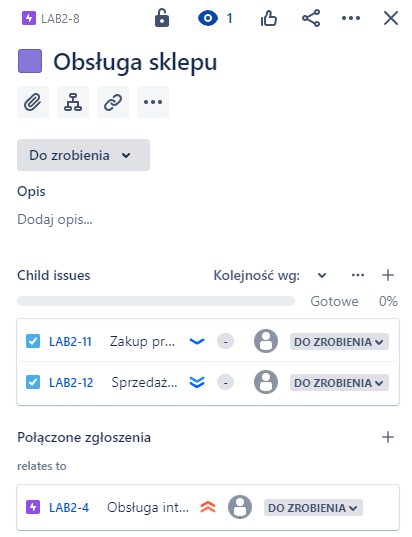 LAB2-8
1
Obsługa sklepu
Do zrobienia
Opis
Dodaj opis...
Child issues
Kolejność wg:
Gotowe 0%
LAB2-11 Zakup pr... - DO ZROBIENIA
LAB2-12 Sprzedaż... - DO ZROBIENIA
Połączone zgłoszenia
relates to
LAB2-4 Obsługa int... DO ZROBIENIA